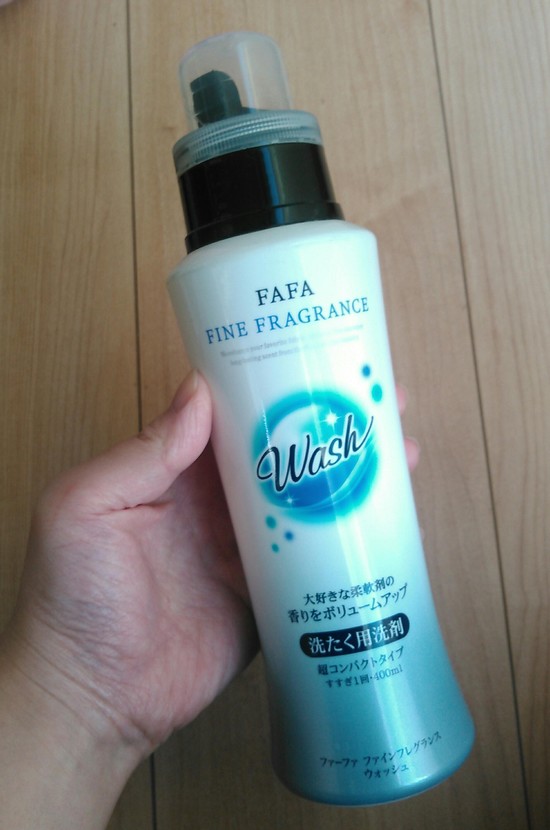 FAFA
FINE FRAGRANCE
Wash
大好きな柔軟剤の
香りをボリュームアップ
洗たく用洗剤
超コンパクトタイプ
すすぎ1回・400ml
ファーファ ファインフレグランス
ウォッシュ